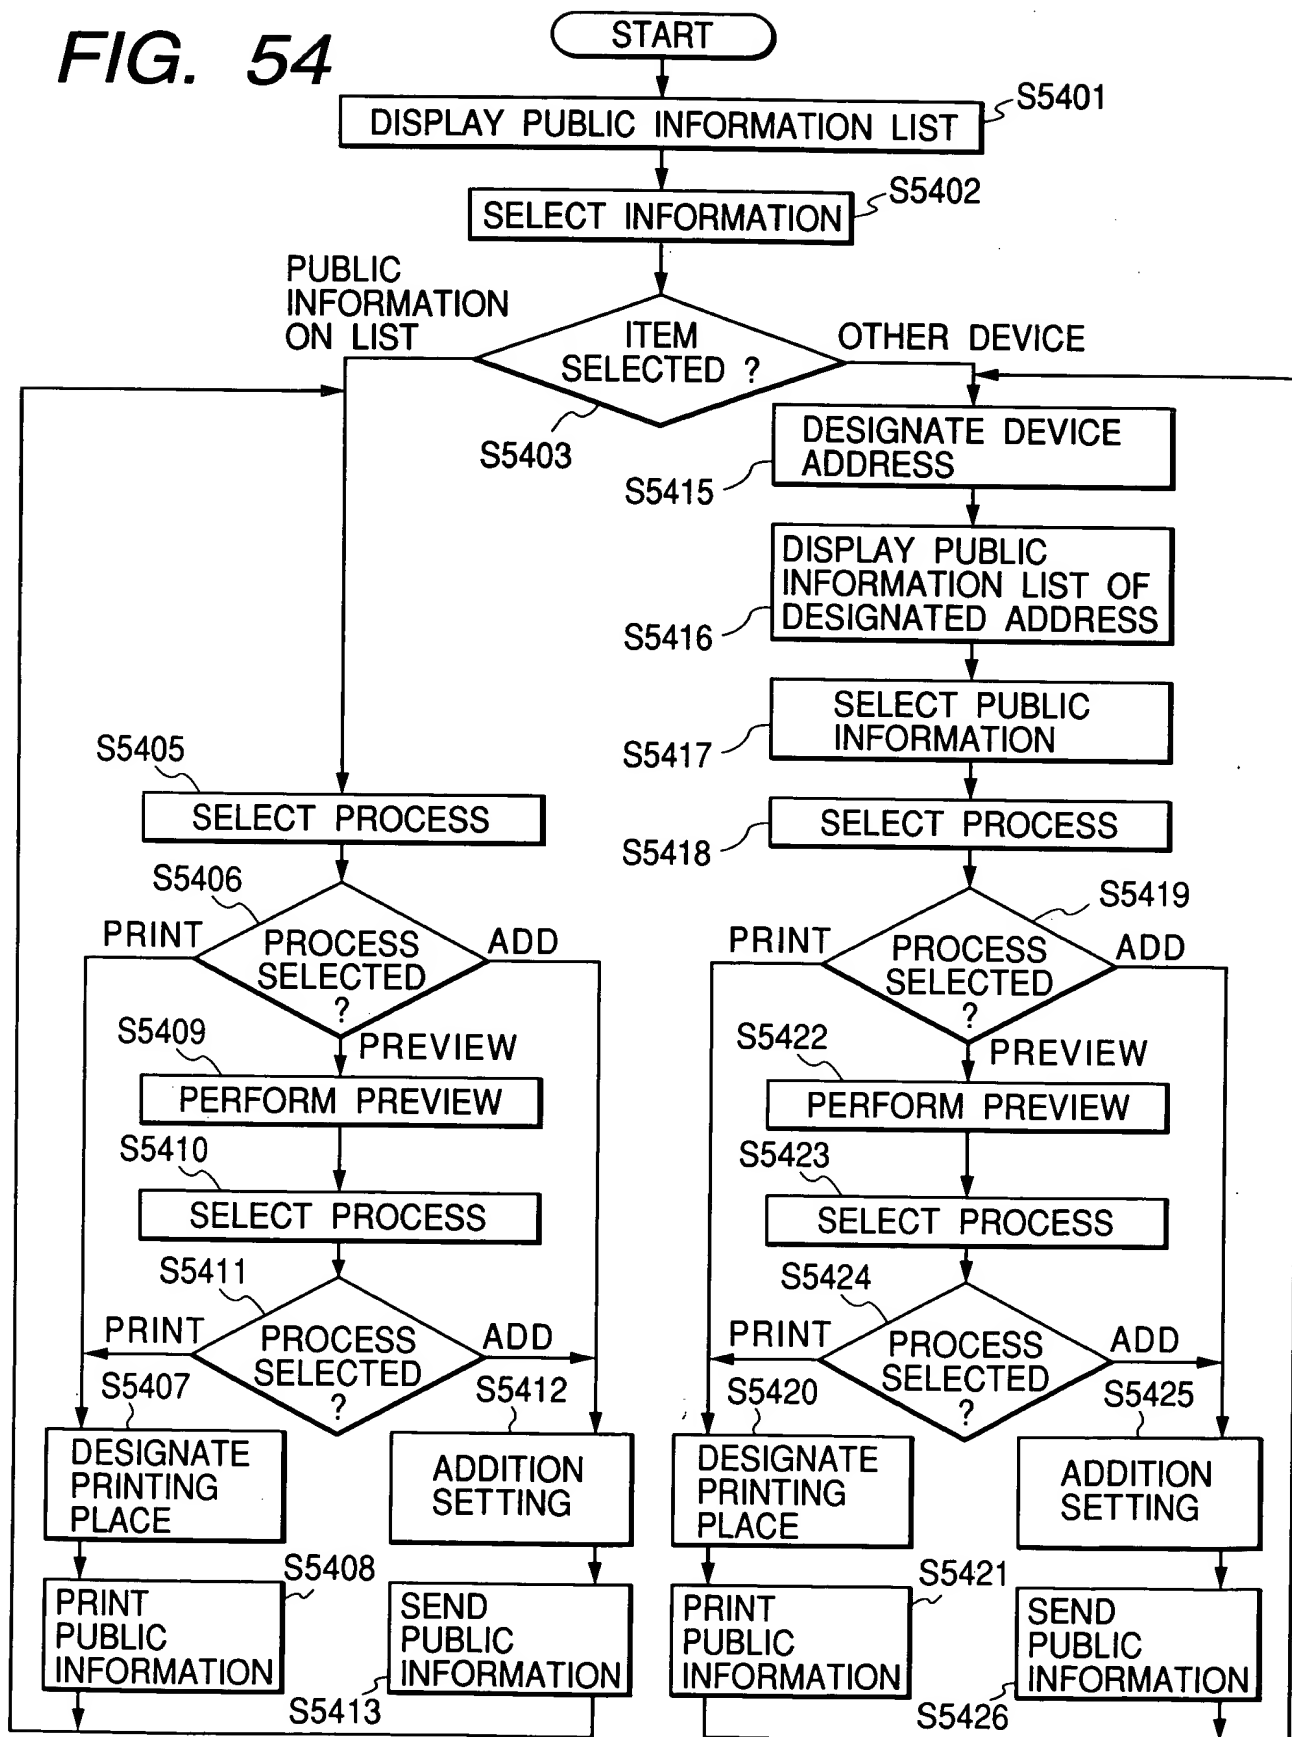 FIG. 54
START
DISPLAY PUBLIC INFORMATION LIST
S5401
SELECT INFORMATION
S5402
PUBLIC
INFORMATION
ON LIST
ITEM
SELECTED ?
OTHER DEVICE
S5403
DESIGNATE DEVICE
ADDRESS
S5415
DISPLAY PUBLIC
INFORMATION LIST OF
DESIGNATED ADDRESS
S5416
SELECT PUBLIC
INFORMATION
S5417
S5405
SELECT PROCESS
SELECT PROCESS
S5418
S5406
PRINT
PROCESS
SELECTED
?
ADD
S5419
PRINT
PROCESS
SELECTED
?
ADD
S5409
PREVIEW
PERFORM PREVIEW
S5422
PREVIEW
PERFORM PREVIEW
S5410
SELECT PROCESS
S5423
SELECT PROCESS
S5411
PRINT
PROCESS
SELECTED
?
ADD
S5424
PRINT
PROCESS
SELECTED
?
ADD
S5407
DESIGNATE
PRINTING
PLACE
S5412
ADDITION
SETTING
S5420
DESIGNATE
PRINTING
PLACE
S5425
ADDITION
SETTING
S5408
PRINT
PUBLIC
INFORMATION
SEND
PUBLIC
INFORMATION
S5413
S5421
PRINT
PUBLIC
INFORMATION
SEND
PUBLIC
INFORMATION
S5426